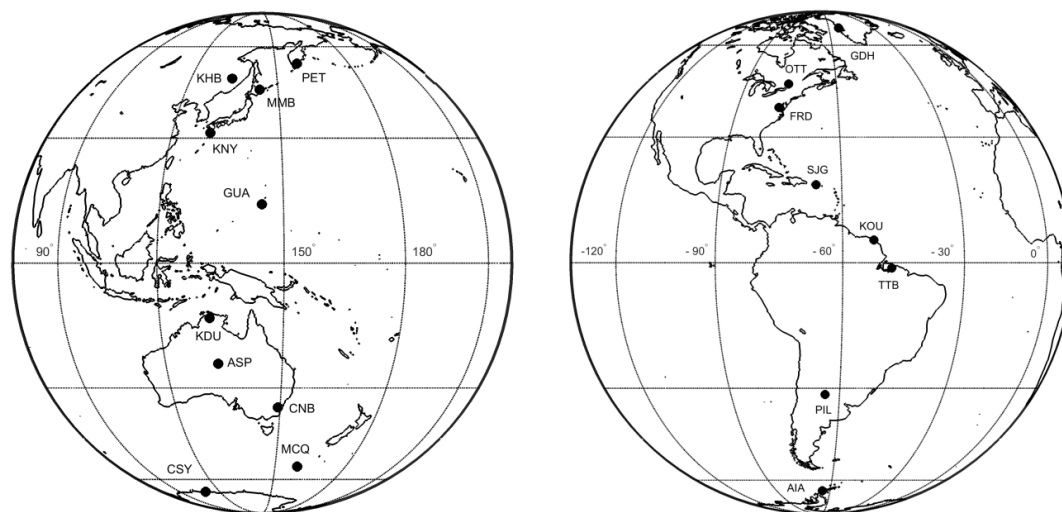 KHB
PET
MMB
KNY
GUA
90°
150°
180°
KDU
ASP
CNB
MCQ
CSY
GDH
OTT
FRD
SJG
KOU
-120°
-90°
-60°
-30°
0°
TTB
PIL
AIA